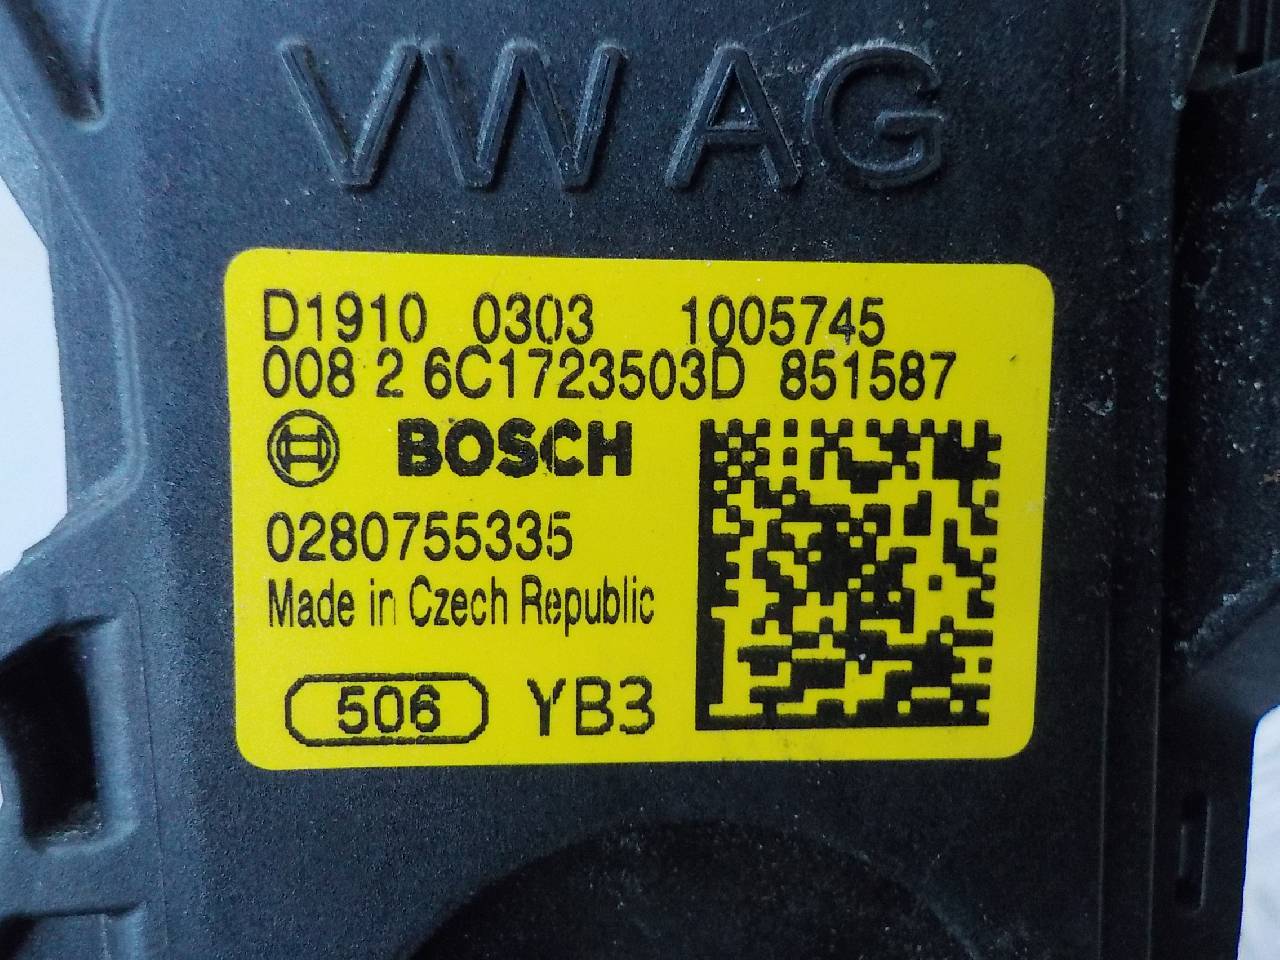 VW AG
D1910 0303 1005745
008 2 6C1723503D 851587
BOSCH
0280755335
Made in Czech Republic
506 YB3